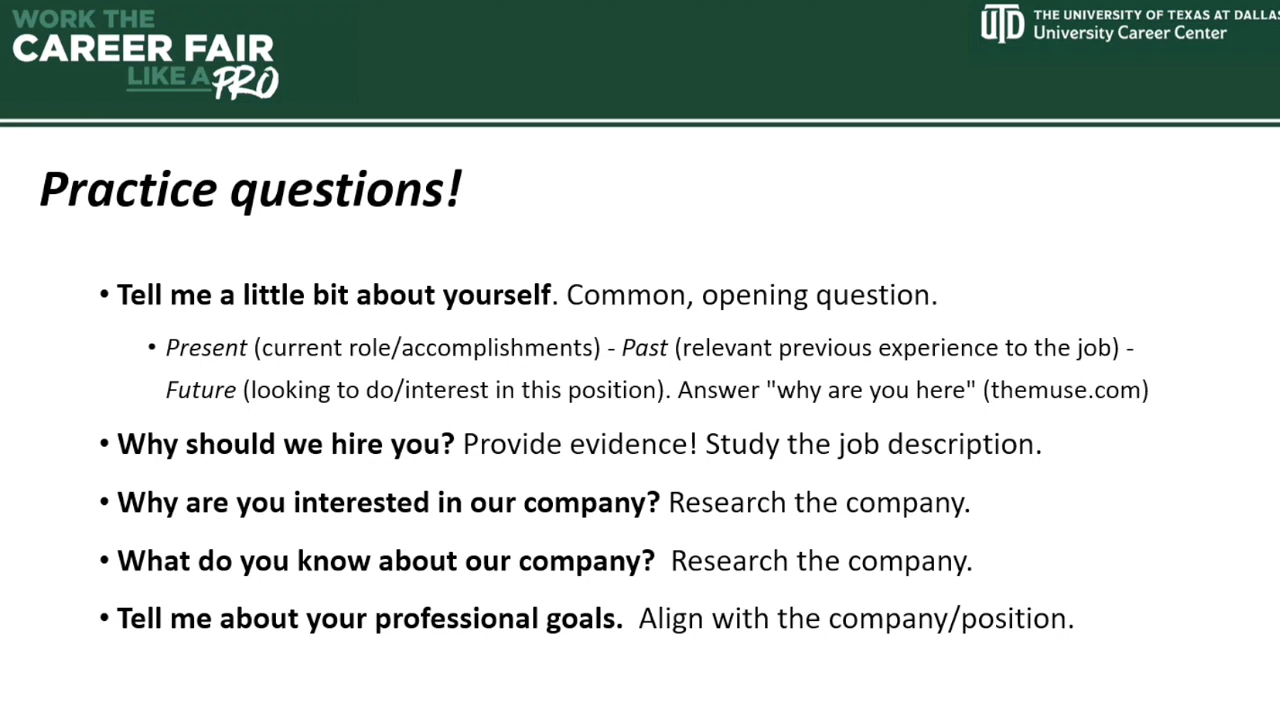 WORK THE
CAREER FAIR
LIKE A PRO
THE UNIVERSITY OF TEXAS AT DALLAS
University Career Center
Practice questions!
• Tell me a little bit about yourself. Common, opening question.
• Present (current role/accomplishments) - Past (relevant previous experience to the job) -
Future (looking to do/interest in this position). Answer "why are you here" (themuse.com)
• Why should we hire you? Provide evidence! Study the job description.
• Why are you interested in our company? Research the company.
• What do you know about our company?  Research the company.
• Tell me about your professional goals.  Align with the company/position.